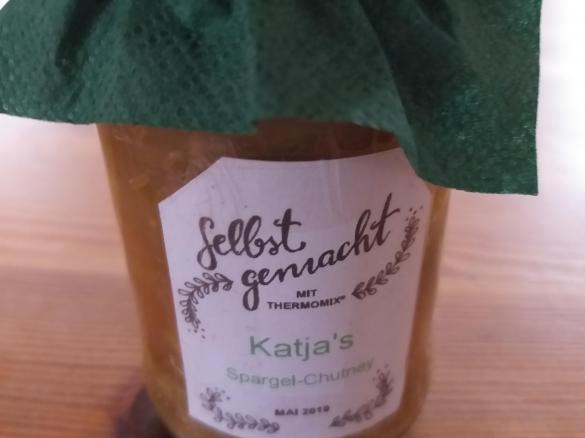 Selbst
gemacht
MIT
THERMOMIX®
Katja's
Spargel-Chutney
MAI 2019